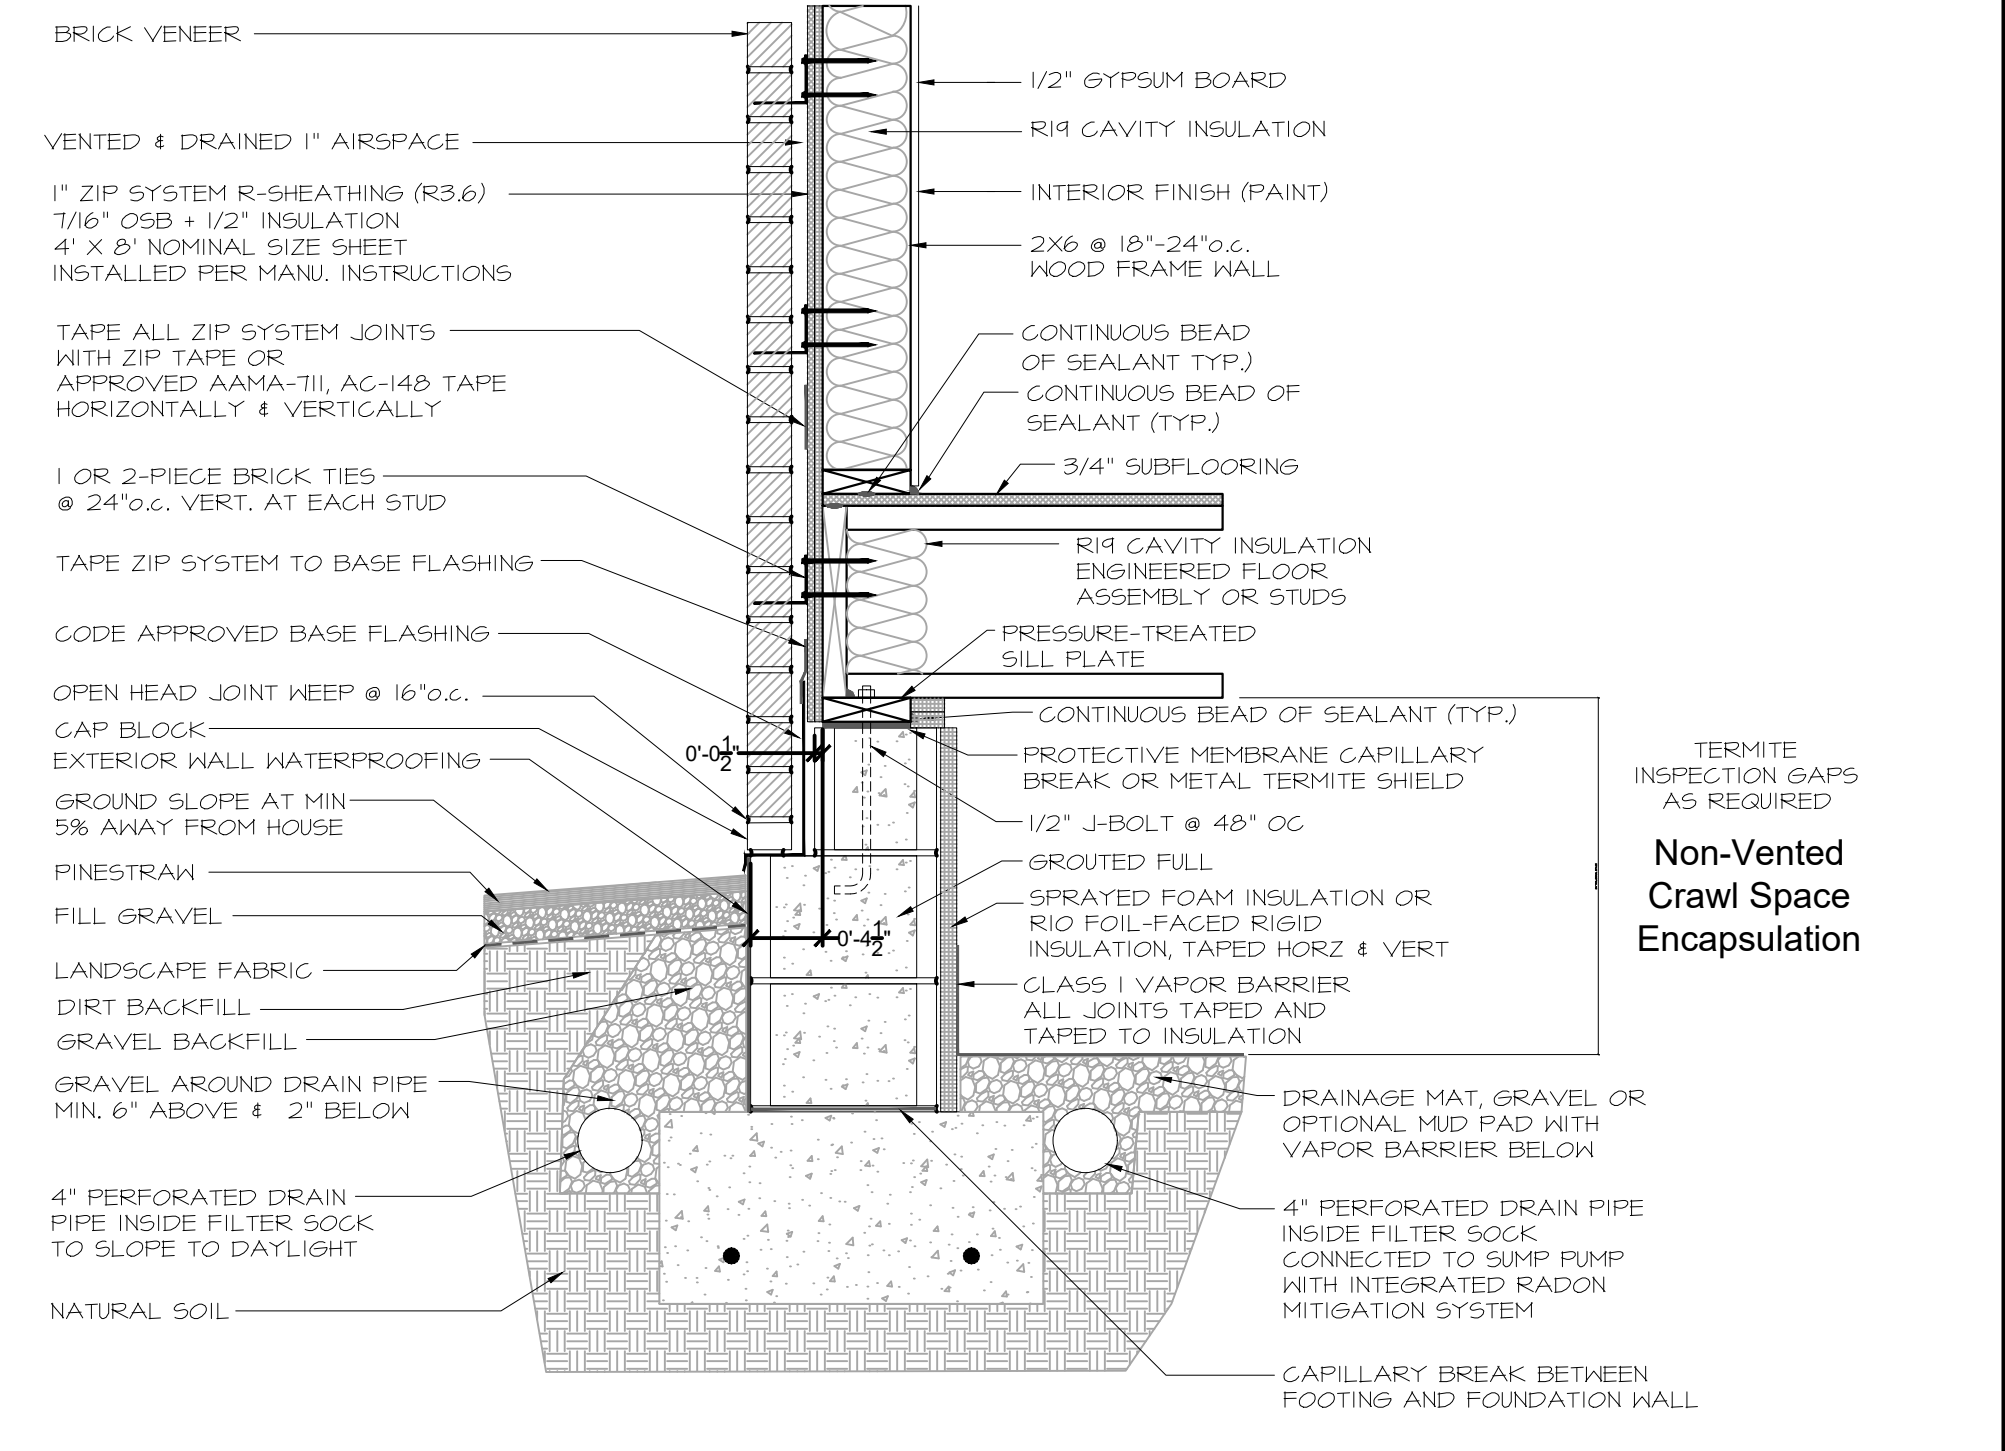 BRICK VENEER
VENTED & DRAINED 1" AIRSPACE
1" ZIP SYSTEM R-SHEATHING (R3.6)
7/16" OSB + 1/2" INSULATION
4' X 8' NOMINAL SIZE SHEET
INSTALLED PER MANU. INSTRUCTIONS
TAPE ALL ZIP SYSTEM JOINTS
WITH ZIP TAPE OR
APPROVED AAMA-711, AC-148 TAPE
HORIZONTALLY & VERTICALLY
1 OR 2-PIECE BRICK TIES
@ 24"o.c. VERT. AT EACH STUD
TAPE ZIP SYSTEM TO BASE FLASHING
CODE APPROVED BASE FLASHING
OPEN HEAD JOINT WEEP @ 16"o.c.
CAP BLOCK
EXTERIOR WALL WATERPROOFING
GROUND SLOPE AT MIN
5% AWAY FROM HOUSE
PINESTRAW
FILL GRAVEL
LANDSCAPE FABRIC
DIRT BACKFILL
GRAVEL BACKFILL
GRAVEL AROUND DRAIN PIPE
MIN. 6" ABOVE & 2" BELOW
4" PERFORATED DRAIN
PIPE INSIDE FILTER SOCK
TO SLOPE TO DAYLIGHT
NATURAL SOIL
0'-0 1/2"
0'-4 1/2"
1/2" GYPSUM BOARD
R19 CAVITY INSULATION
INTERIOR FINISH (PAINT)
2X6 @ 18"-24"o.c.
WOOD FRAME WALL
CONTINUOUS BEAD
OF SEALANT TYP.)
CONTINUOUS BEAD OF
SEALANT (TYP.)
3/4" SUBFLOORING
R19 CAVITY INSULATION
ENGINEERED FLOOR
ASSEMBLY OR STUDS
PRESSURE-TREATED
SILL PLATE
CONTINUOUS BEAD OF SEALANT (TYP.)
PROTECTIVE MEMBRANE CAPILLARY
BREAK OR METAL TERMITE SHIELD
1/2" J-BOLT @ 48" OC
GROUTED FULL
SPRAYED FOAM INSULATION OR
R10 FOIL-FACED RIGID
INSULATION, TAPED HORZ & VERT
CLASS 1 VAPOR BARRIER
ALL JOINTS TAPED AND
TAPED TO INSULATION
DRAINAGE MAT, GRAVEL OR
OPTIONAL MUD PAD WITH
VAPOR BARRIER BELOW
4" PERFORATED DRAIN PIPE
INSIDE FILTER SOCK
CONNECTED TO SUMP PUMP
WITH INTEGRATED RADON
MITIGATION SYSTEM
CAPILLARY BREAK BETWEEN
FOOTING AND FOUNDATION WALL
TERMITE
INSPECTION GAPS
AS REQUIRED
Non-Vented
Crawl Space
Encapsulation